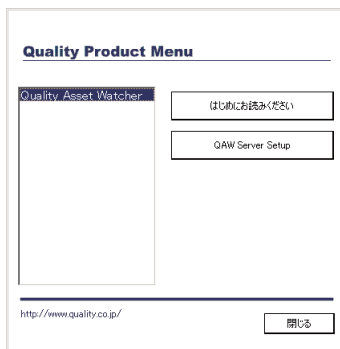 Quality Product Menu
Quality Asset Watcher
はじめにお読みください
QAW Server Setup
http://www.quality.co.jp/
閉じる